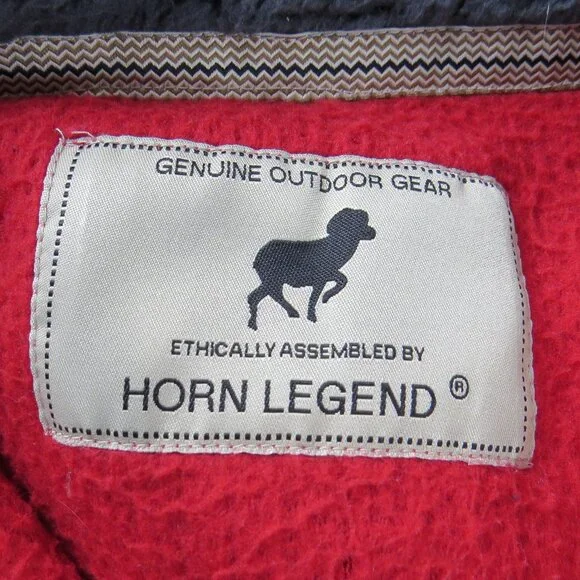 GENUINE OUTDOOR GEAR
ETHICALLY ASSEMBLED BY
HORN LEGEND ®